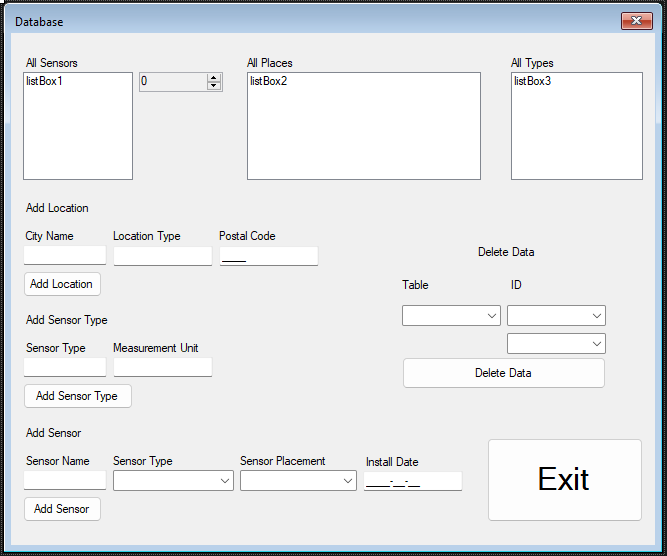 Database
All Sensors
All Places
All Types
listBox1
0
listBox2
listBox3
Add Location
City Name
Location Type
Postal Code
____
Add Location
Delete Data
Table
ID
Add Sensor Type
Sensor Type
Measurement Unit
Delete Data
Add Sensor Type
Add Sensor
Sensor Name
Sensor Type
Sensor Placement
Install Date
____-__-__
Exit
Add Sensor